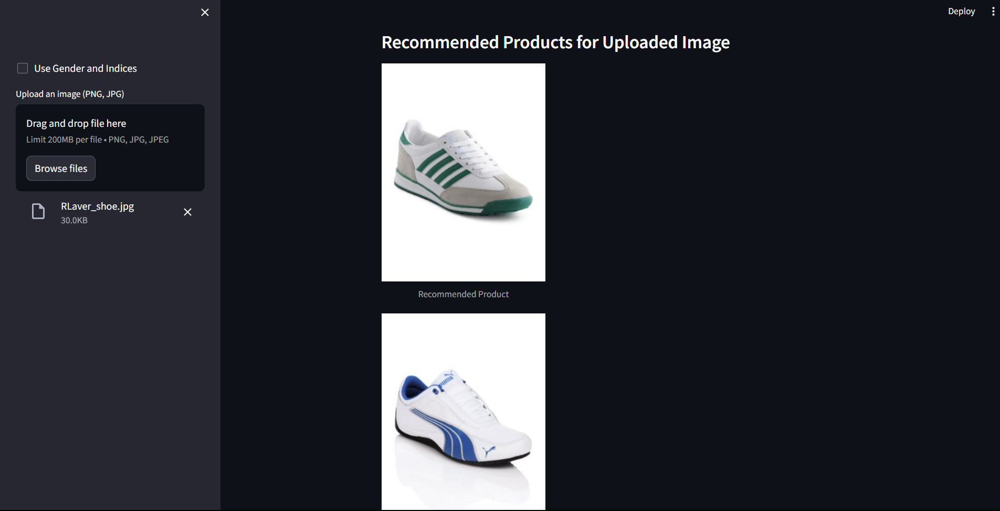 Deploy
Use Gender and Indices
Upload an image (PNG, JPG)
Drag and drop file here
Limit 200MB per file • PNG, JPG, JPEG
Browse files
RLaver_shoe.jpg
30.0KB
Recommended Products for Uploaded Image
Recommended Product
PUMA